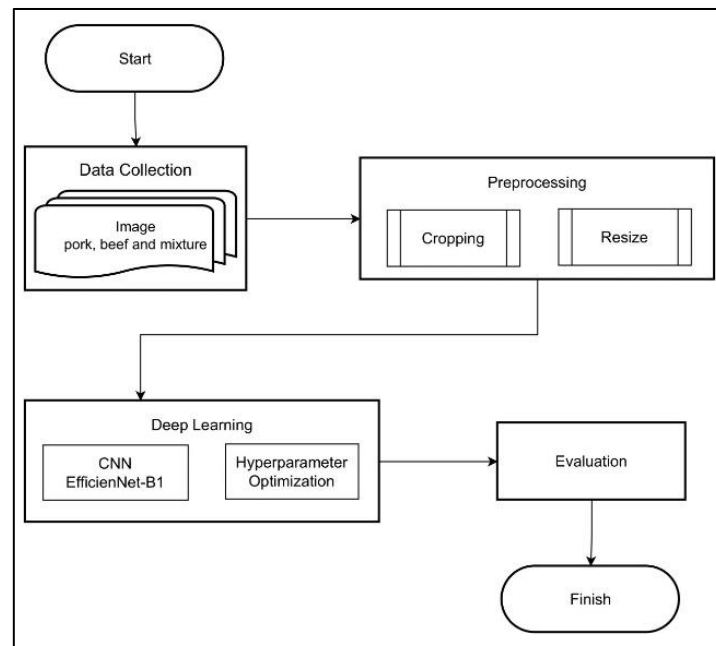 Start
Data Collection
Image
pork, beef and mixture
Preprocessing
Cropping
Resize
Deep Learning
CNN
EfficienNet-B1
Hyperparameter
Optimization
Evaluation
Finish